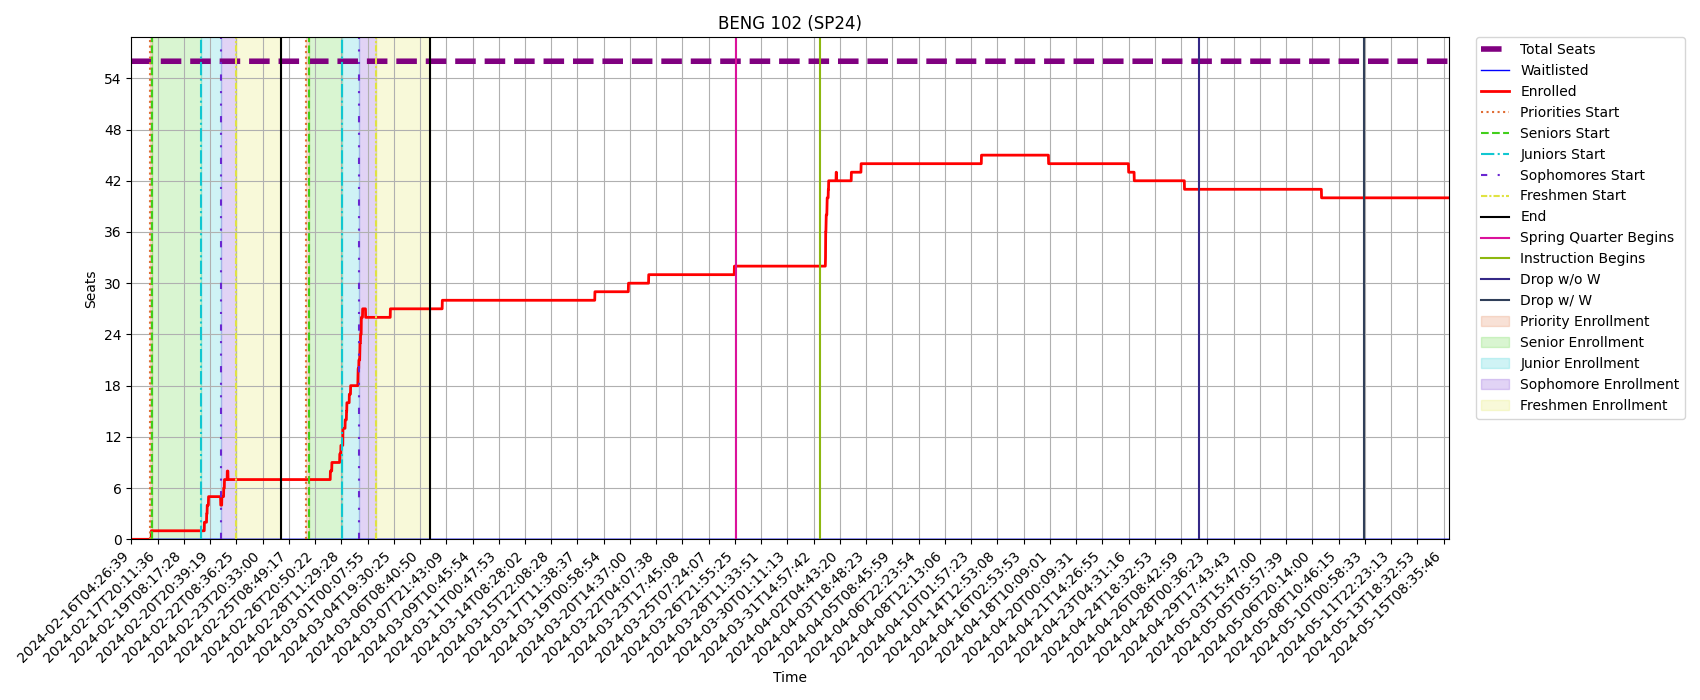 BENG 102 (SP24)
Seats
54
48
42
36
30
24
18
12
6
0
2024-02-16T04:26:39
2024-02-17T20:11:36
2024-02-19T08:17:28
2024-02-20T20:39:19
2024-02-22T08:36:25
2024-02-23T20:33:00
2024-02-25T08:49:17
2024-02-26T20:50:22
2024-02-28T11:29:28
2024-03-01T00:07:55
2024-03-04T19:30:25
2024-03-06T08:40:50
2024-03-07T21:43:09
2024-03-09T10:45:54
2024-03-11T00:47:53
2024-03-14T08:28:02
2024-03-15T22:08:28
2024-03-17T11:38:37
2024-03-19T00:58:54
2024-03-20T14:37:00
2024-03-22T04:07:38
2024-03-23T17:45:08
2024-03-25T07:24:07
2024-03-26T21:55:25
2024-03-28T11:33:51
2024-03-30T01:11:13
2024-03-31T14:57:42
2024-04-02T04:43:20
2024-04-03T18:48:23
2024-04-05T08:45:59
2024-04-06T22:23:54
2024-04-08T12:13:06
2024-04-10T01:57:23
2024-04-14T12:53:08
2024-04-16T02:53:53
2024-04-18T10:09:01
2024-04-20T00:09:31
2024-04-21T14:26:55
2024-04-23T04:31:16
2024-04-24T18:32:53
2024-04-26T08:42:59
2024-04-28T00:36:23
2024-04-29T17:43:43
2024-05-03T15:47:00
2024-05-05T05:57:39
2024-05-06T20:14:00
2024-05-08T10:46:15
2024-05-10T00:58:33
2024-05-11T22:23:13
2024-05-13T18:32:53
2024-05-15T08:35:46
Time
Total Seats
Waitlisted
Enrolled
Priorities Start
Seniors Start
Juniors Start
Sophomores Start
Freshmen Start
End
Spring Quarter Begins
Instruction Begins
Drop w/o W
Drop w/ W
Priority Enrollment
Senior Enrollment
Junior Enrollment
Sophomore Enrollment
Freshmen Enrollment